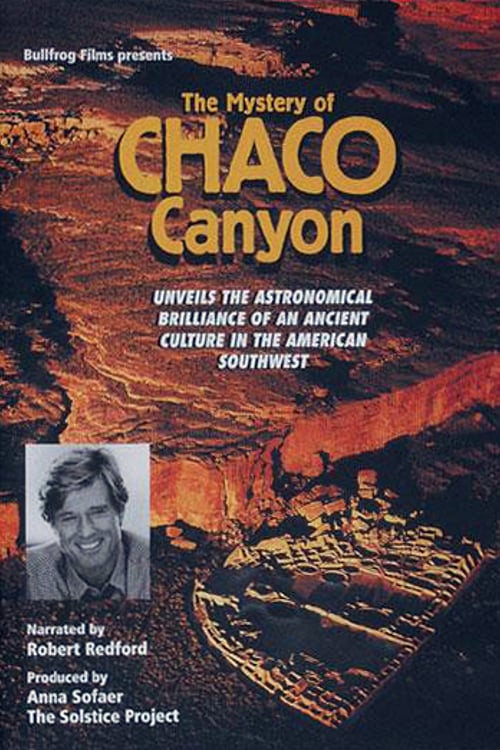 Bullfrog Films presents
The Mystery of
CHACO
Canyon
UNVEILS THE ASTRONOMICAL
BRILLIANCE OF AN ANCIENT
CULTURE IN THE AMERICAN
SOUTHWEST
Narrated by
Robert Redford
Produced by
Anna Sofaer
The Solstice Project